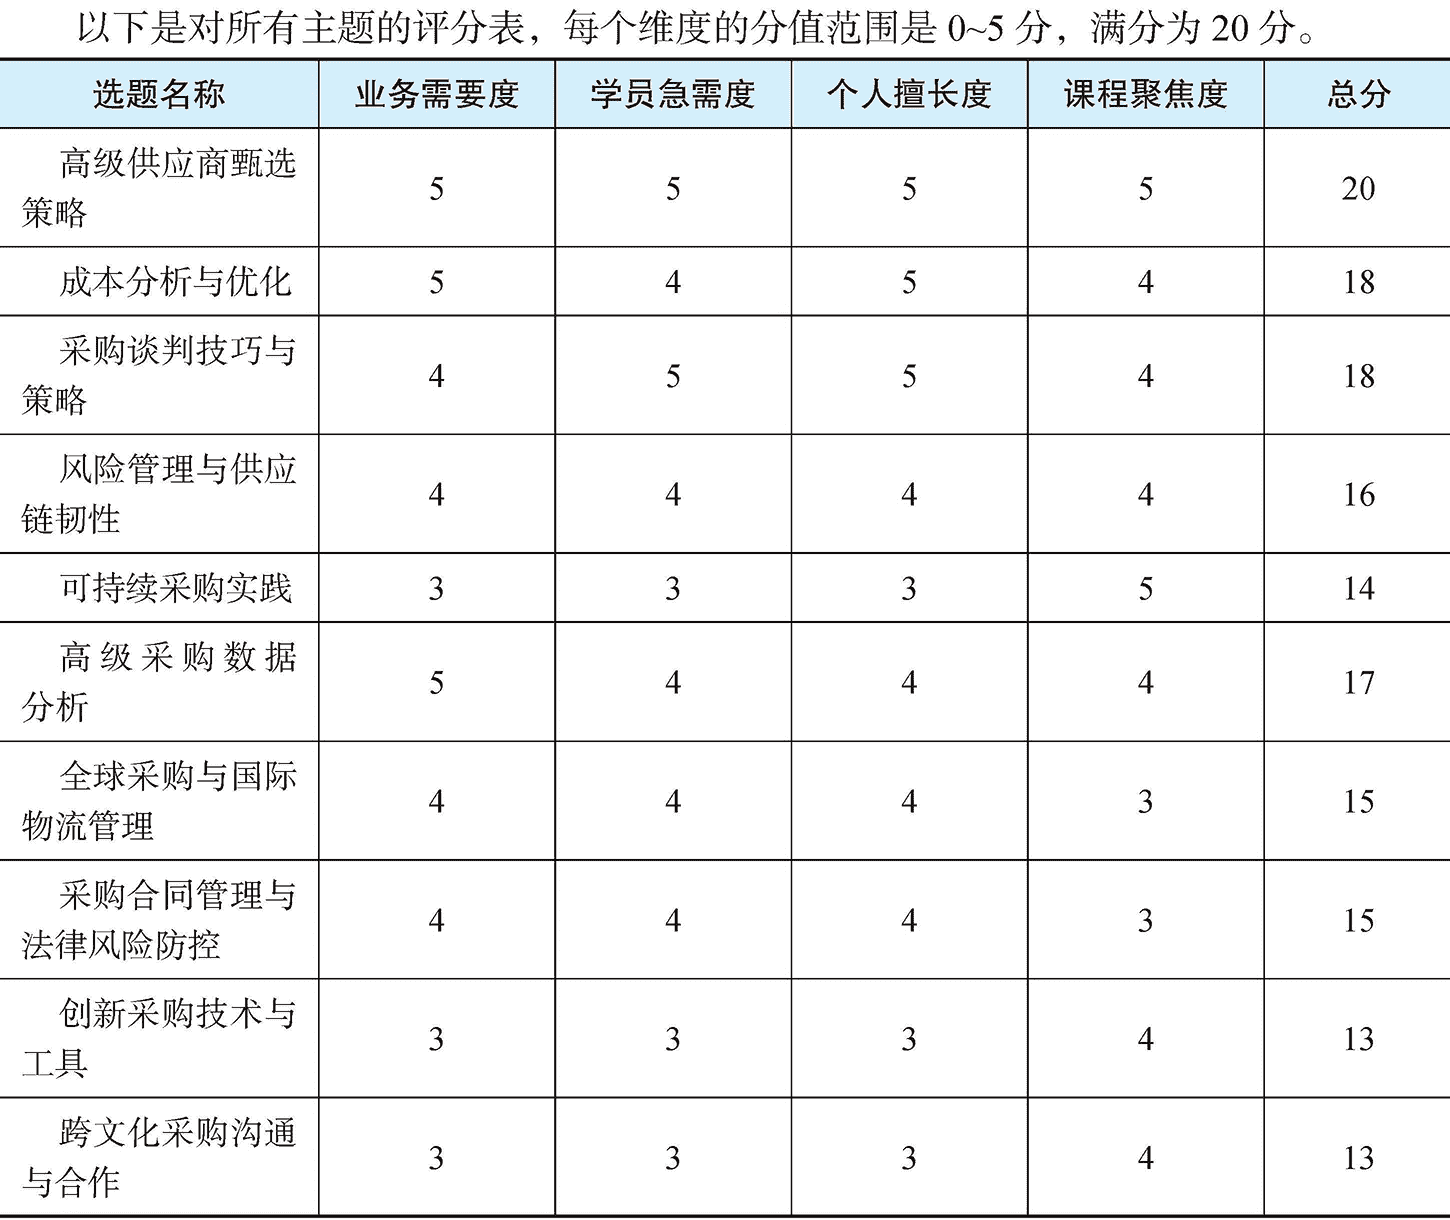 以下是对所有主题的评分表，每个维度的分值范围是 0~5 分，满分为 20 分。
选题名称 业务需要度 学员急需度 个人擅长度 课程聚焦度 总分
高级供应商甄选
策略 5 5 5 5 20
成本分析与优化 5 4 5 4 18
采购谈判技巧与
策略 4 5 5 4 18
风险管理与供应
链韧性 4 4 4 4 16
可持续采购实践 3 3 3 5 14
高级采购数据
分析 5 4 4 4 17
全球采购与国际
物流管理 4 4 4 3 15
采购合同管理与
法律风险防控 4 4 4 3 15
创新采购技术与
工具 3 3 3 4 13
跨文化采购沟通
与合作 3 3 3 4 13